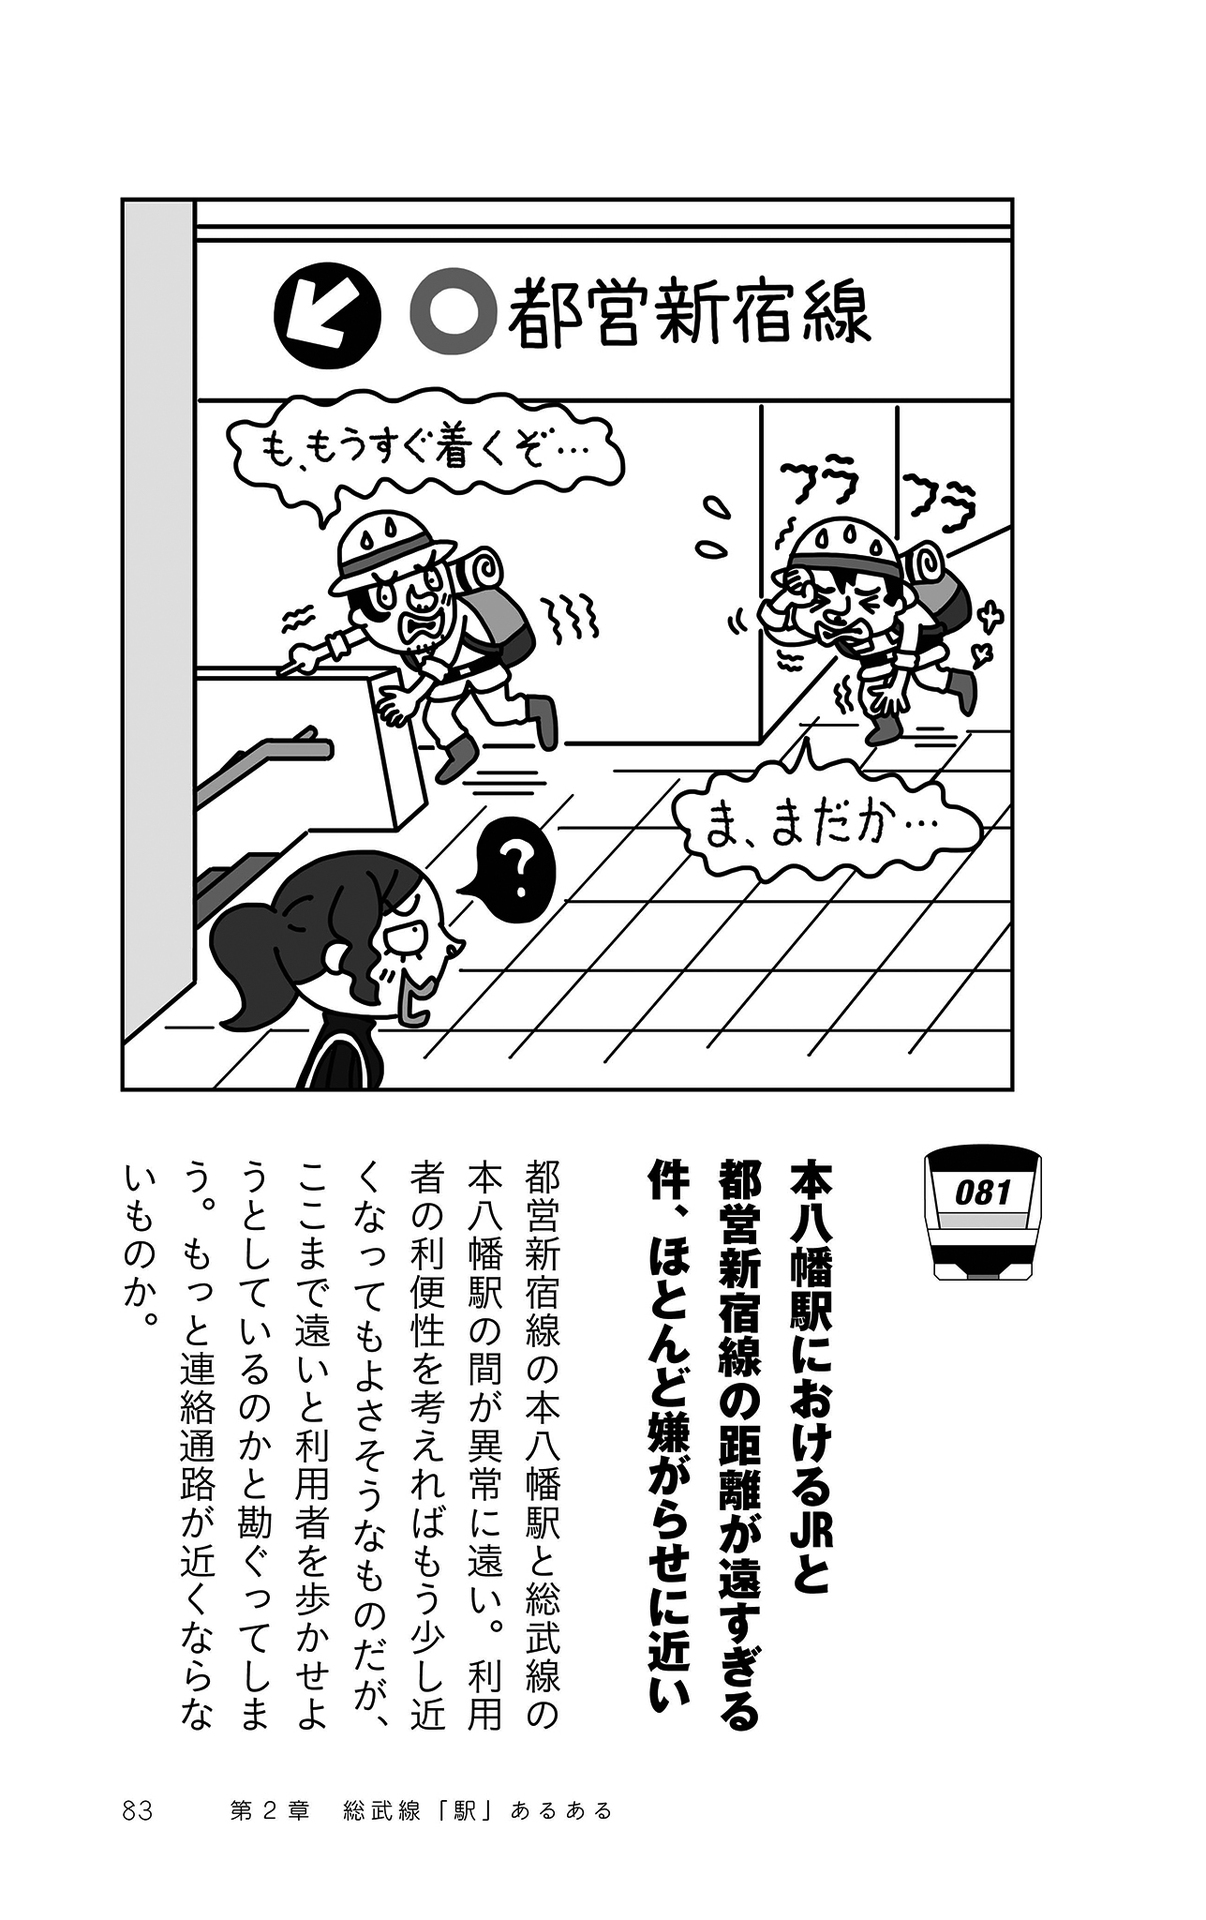 都営新宿線
も、もうすぐ着くぞ…
フラ
フラ
ま、まだか…
?
081
本八幡駅におけるJRと
都営新宿線の距離が遠すぎる
件、ほとんど嫌がらせに近い
都営新宿線の本八幡駅と総武線の
本八幡駅の間が異常に遠い。利用
者の利便性を考えればもう少し近
くなってもよさそうなものだが、
ここまで遠いと利用者を歩かせよ
うとしているのかと勘ぐってしま
う。もっと連絡通路が近くならな
いものか。
83 第2章 総武線「駅」あるある